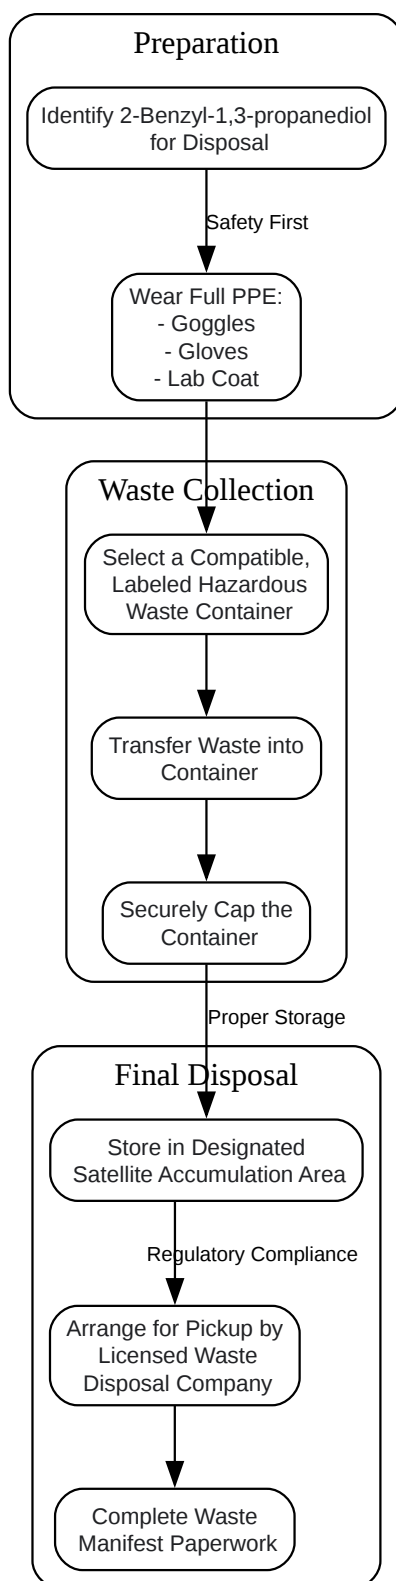 Preparation
Identify 2-Benzyl-1,3-propanediol
for Disposal
Safety First
Wear Full PPE:
- Goggles
- Gloves
- Lab Coat
Waste Collection
Select a Compatible,
Labeled Hazardous
Waste Container
Transfer Waste into
Container
Securely Cap the
Container
Proper Storage
Final Disposal
Store in Designated
Satellite Accumulation Area
Regulatory Compliance
Arrange for Pickup by
Licensed Waste
Disposal Company
Complete Waste
Manifest Paperwork